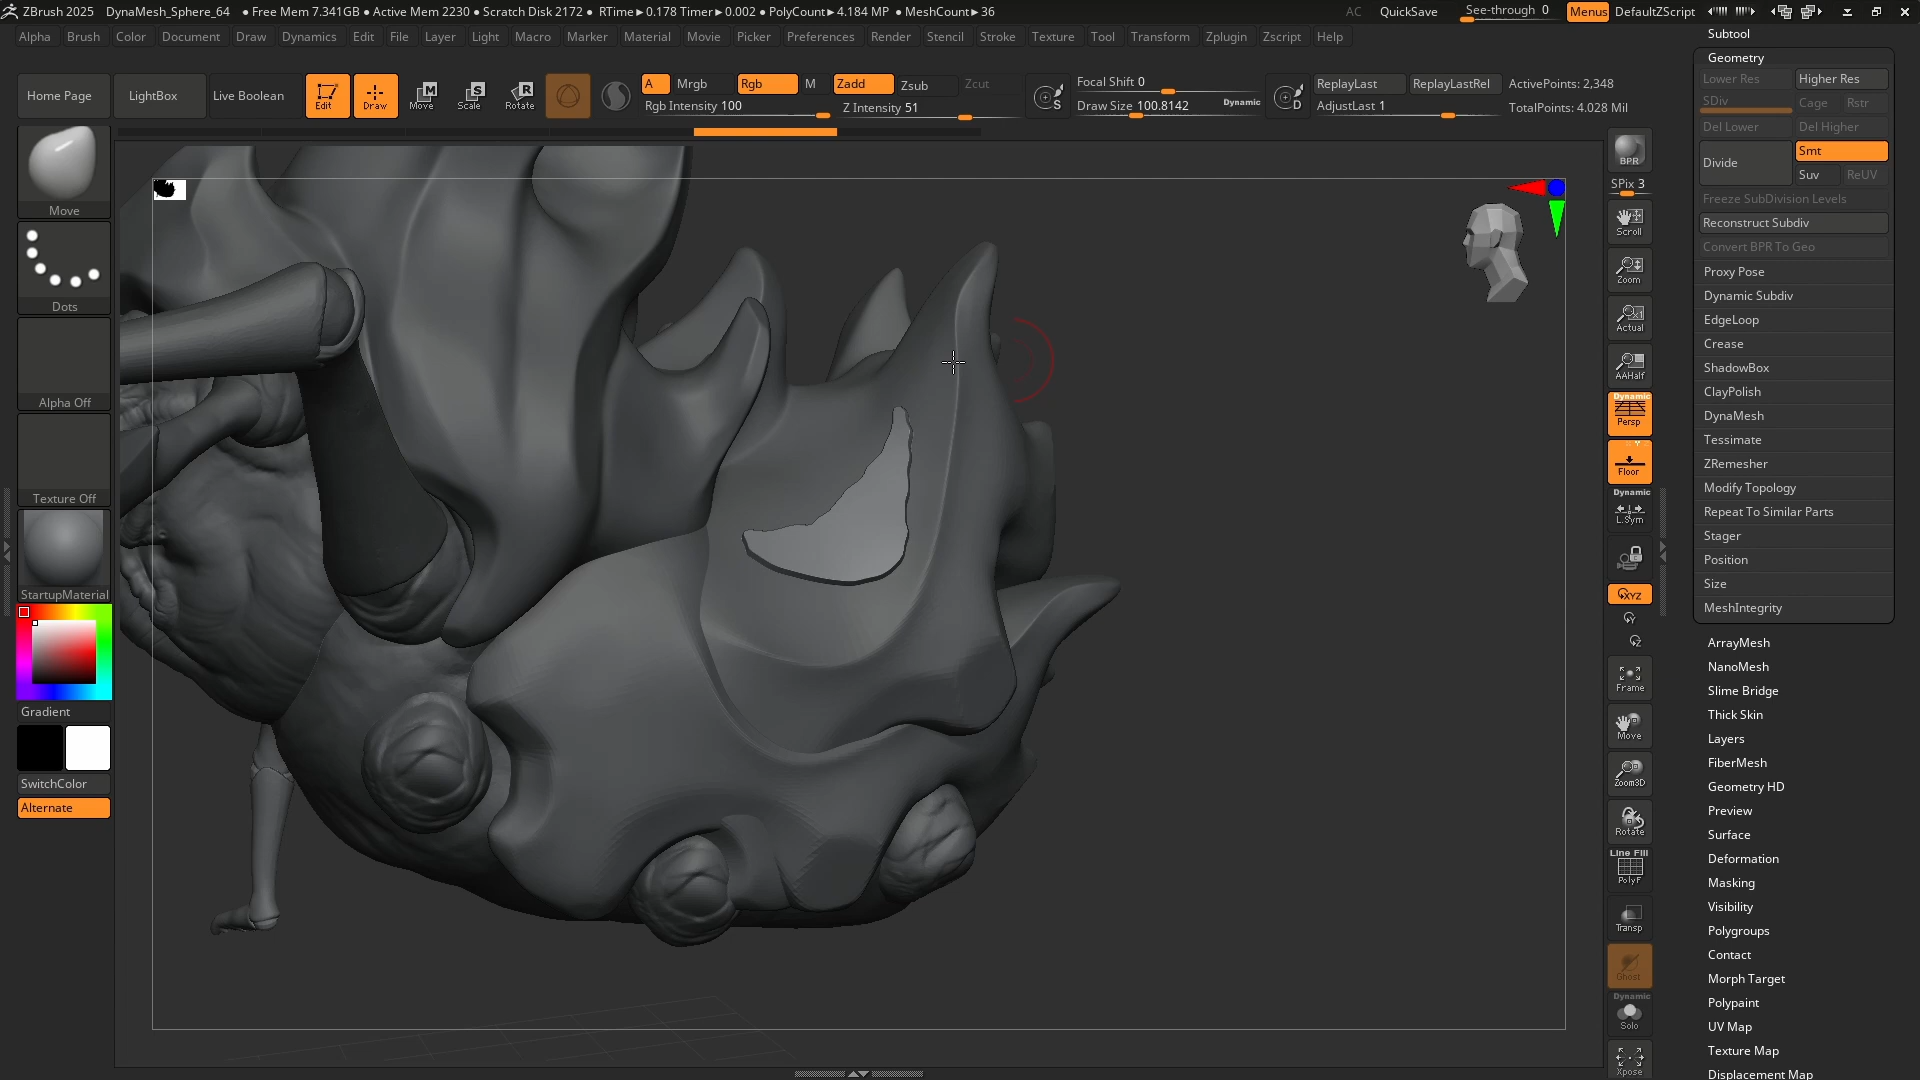 ZBrush 2025 DynaMesh_Sphere_64 ● Free Mem 7.341GB ● Active Mem 2230 ● Scratch Disk 2172 ● RTime►0.178 Timer►0.002 ● PolyCount►4.184 MP ● MeshCount►36 AC QuickSave See-through 0 Menus DefaultZScript
Alpha Brush Color Document Draw Dynamics Edit File Layer Light Macro Marker Material Movie Picker Preferences Render Stencil Stroke Texture Tool Transform Zplugin Zscript Help
Home Page LightBox Live Boolean Edit Draw Move Scale Rotate
A Mrgb Rgb M Zadd Zsub Zcut
Rgb Intensity 100 Z Intensity 51
S Focal Shift 0
Draw Size 100.8142 Dynamic
D ReplayLast ReplayLastRel
AdjustLast 1
ActivePoints: 2,348
TotalPoints: 4.028 Mil
Move
Dots
Alpha Off
Texture Off
StartupMaterial
Gradient
SwitchColor
Alternate
BPR
SPix 3
Scroll
Zoom
Actual
AAHalf
Dynamic
Persp
Floor
Dynamic
L.Sym
XYZ
Y
Z
Frame
Move
Zoom3D
Rotate
Line Fill
PolyF
Transp
Ghost
Dynamic
Solo
Xpose
Subtool
Geometry
Lower Res Higher Res
SDiv Cage Rstr
Del Lower Del Higher
Divide Smt
Suv ReUV
Freeze SubDivision Levels
Reconstruct Subdiv
Convert BPR To Geo
Proxy Pose
Dynamic Subdiv
EdgeLoop
Crease
ShadowBox
ClayPolish
DynaMesh
Tessimate
ZRemesher
Modify Topology
Repeat To Similar Parts
Stager
Position
Size
MeshIntegrity
ArrayMesh
NanoMesh
Slime Bridge
Thick Skin
Layers
FiberMesh
Geometry HD
Preview
Surface
Deformation
Masking
Visibility
Polygroups
Contact
Morph Target
Polypaint
UV Map
Texture Map
Displacement Map